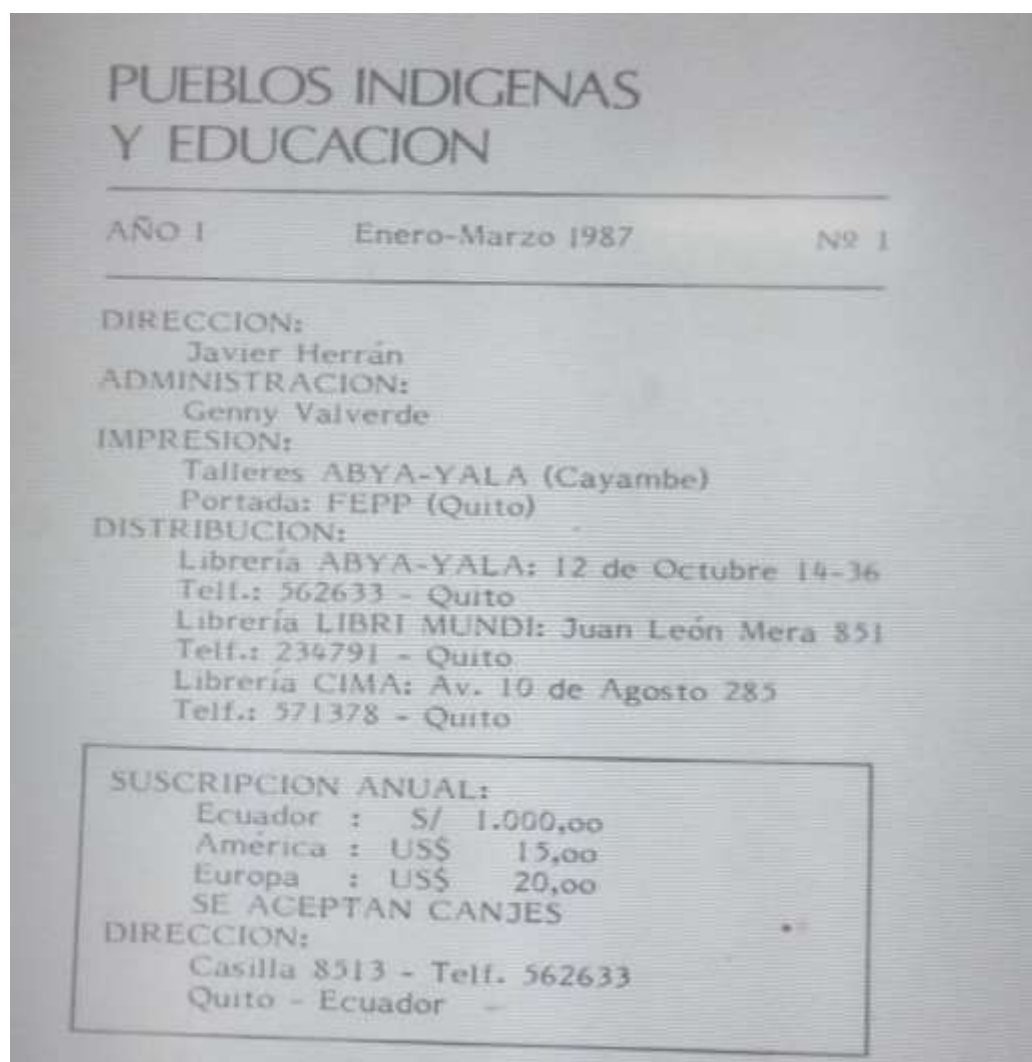 PUEBLOS INDIGENAS
Y EDUCACION
AÑO I Enero-Marzo 1987 Nº 1
DIRECCION:
Javier Herrán
ADMINISTRACION:
Genny Valverde
IMPRESION:
Talleres ABYA-YALA (Cayambe)
Portada: FEPP (Quito)
DISTRIBUCION:
Librería ABYA-YALA: 12 de Octubre 14-36
Telf.: 562633 - Quito
Librería LIBRI MUNDI: Juan León Mera 851
Telf.: 234791 - Quito
Librería CIMA: Av. 10 de Agosto 285
Telf.: 571378 - Quito
SUSCRIPCION ANUAL:
Ecuador : S/ 1.000,oo
América : US$ 15,oo
Europa : US$ 20,oo
SE ACEPTAN CANJES
DIRECCION:
Casilla 8513 - Telf. 562633
Quito - Ecuador